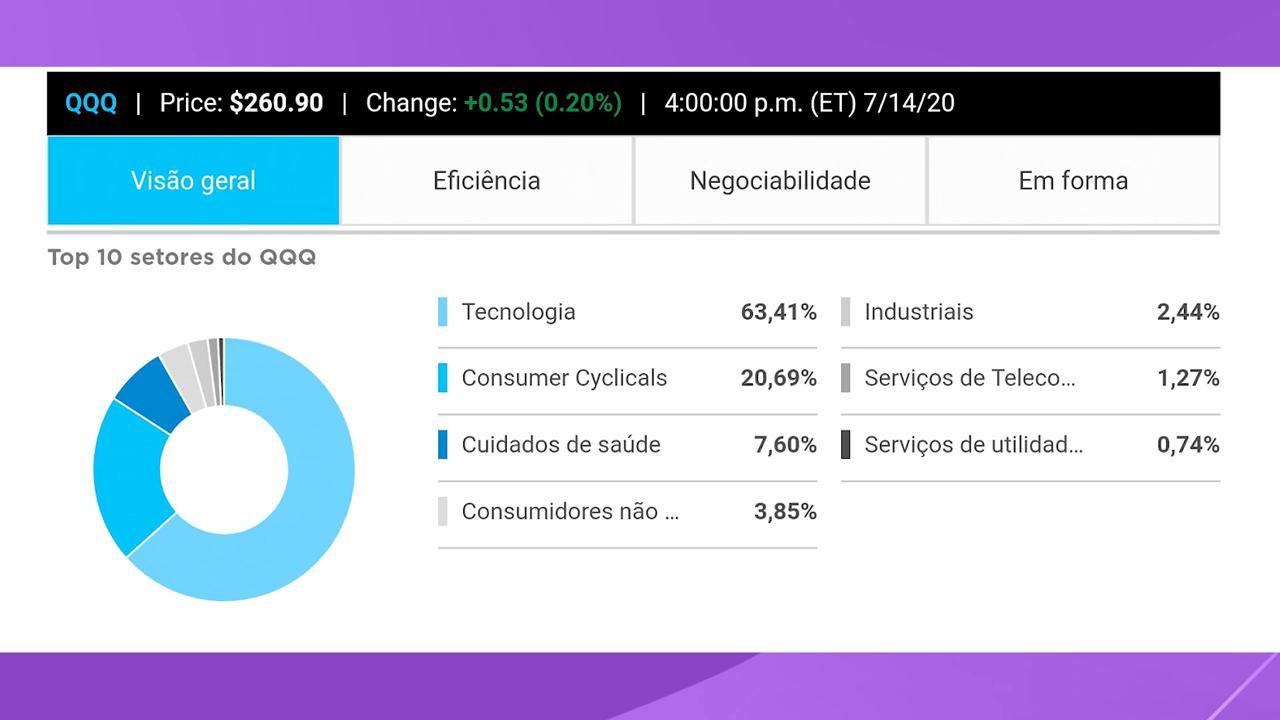 QQQ | Price: $260.90 | Change: +0.53 (0.20%) | 4:00:00 p.m. (ET) 7/14/20
Visão geral
Eficiência
Negociabilidade
Em forma
Top 10 setores do QQQ
Tecnologia 63,41%
Consumer Cyclicals 20,69%
Cuidados de saúde 7,60%
Consumidores não ... 3,85%
Industriais 2,44%
Serviços de Teleco... 1,27%
Serviços de utilidad... 0,74%